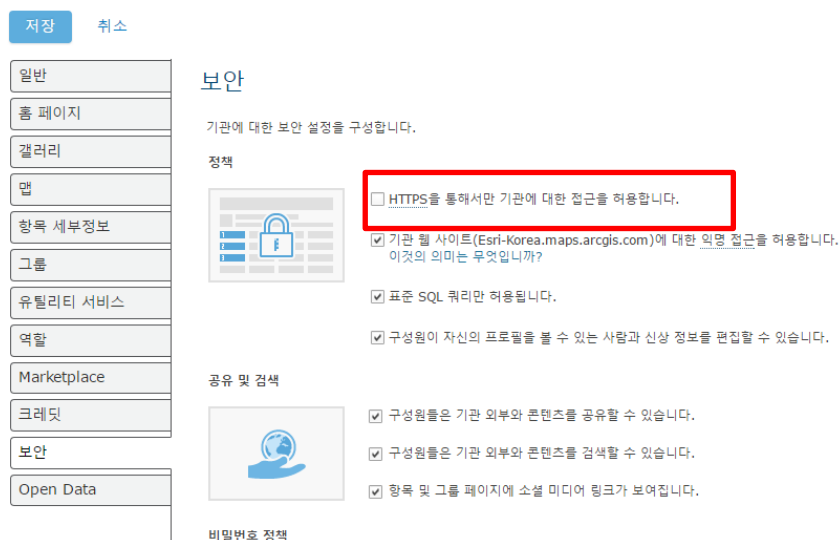 저장 취소
일반
홈 페이지
갤러리
맵
항목 세부정보
그룹
유틸리티 서비스
역할
Marketplace
크레딧
보안
Open Data
보안
기관에 대한 보안 설정을 구성합니다.
정책
HTTPS을 통해서만 기관에 대한 접근을 허용합니다.
기관 웹 사이트(Esri-Korea.maps.arcgis.com)에 대한 익명 접근을 허용합니다.
이것의 의미는 무엇입니까?
표준 SQL 쿼리만 허용됩니다.
구성원이 자신의 프로필을 볼 수 있는 사람과 신상 정보를 편집할 수 있습니다.
공유 및 검색
구성원들은 기관 외부와 콘텐츠를 공유할 수 있습니다.
구성원들은 기관 외부와 콘텐츠를 검색할 수 있습니다.
항목 및 그룹 페이지에 소셜 미디어 링크가 보여집니다.
비밀번호 정책